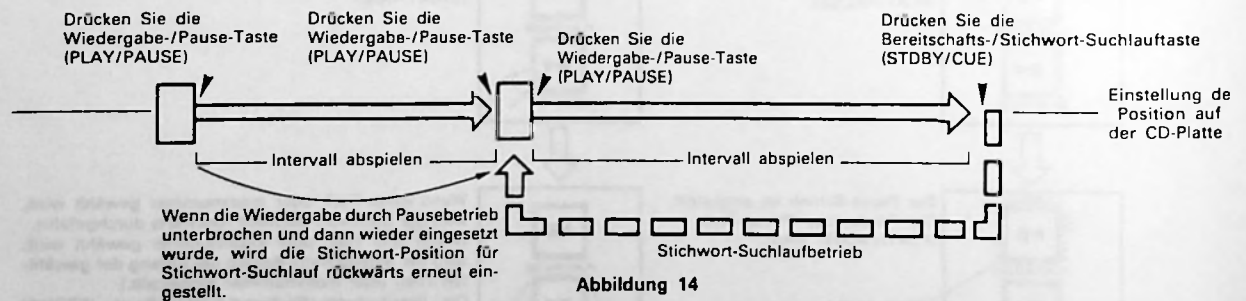 Drücken Sie die
Wiedergabe-/Pause-Taste
(PLAY/PAUSE)
Drücken Sie die
Wiedergabe-/Pause-Taste
(PLAY/PAUSE)
Drücken Sie die
Wiedergabe-/Pause-Taste
(PLAY/PAUSE)
Drücken Sie die
Bereitschafts-/Stichwort-Suchlauftaste
(STDBY/CUE)
Einstellung de
Position auf
der CD-Platte
Intervall abspielen
Intervall abspielen
Wenn die Wiedergabe durch Pausebetrieb
unterbrochen und dann wieder eingesetzt
wurde, wird die Stichwort-Position für
Stichwort-Suchlauf rückwärts erneut ein-
gestellt.
Stichwort-Suchlaufbetrieb
Abbildung 14